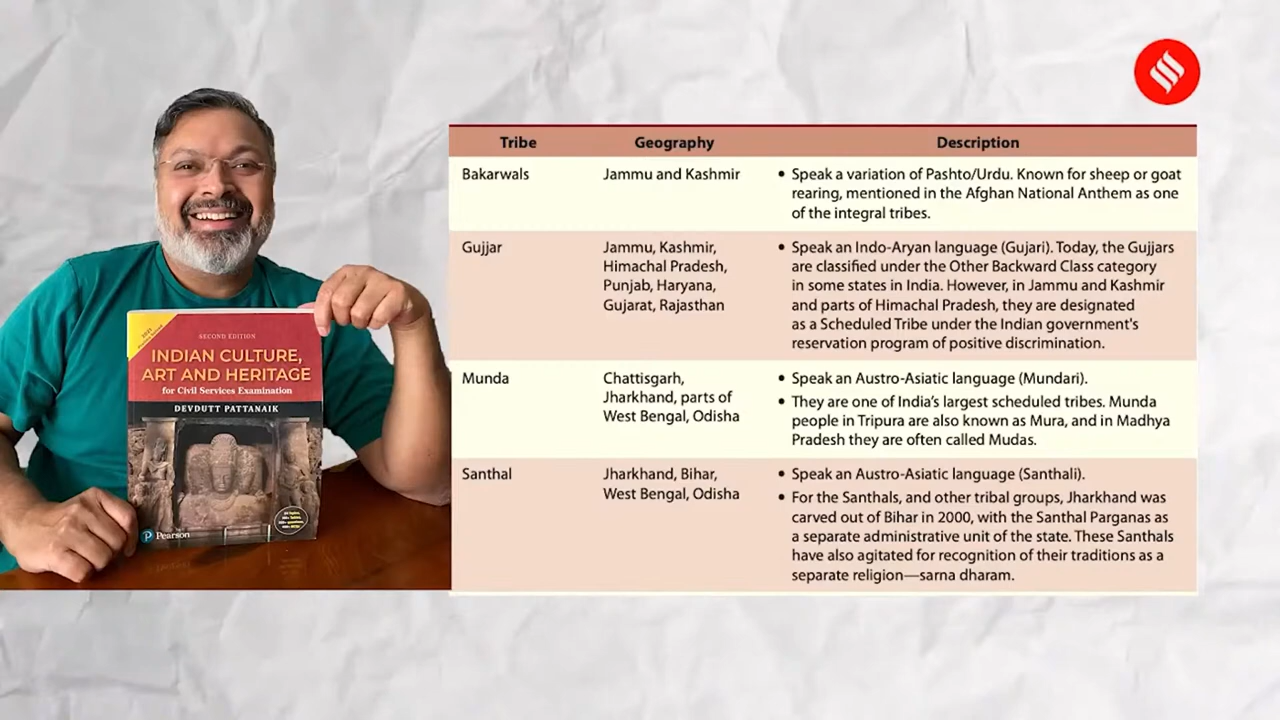 2021
SECOND EDITION
INDIAN CULTURE,
ART AND HERITAGE
for Civil Services Examination
DEVDUTT PATTANAIK
Pearson
Tribe Geography Description
Bakarwals Jammu and Kashmir • Speak a variation of Pashto/Urdu. Known for sheep or goat
rearing, mentioned in the Afghan National Anthem as one
of the integral tribes.
Gujjar Jammu, Kashmir, • Speak an Indo-Aryan language (Gujari). Today, the Gujjars
Himachal Pradesh, are classified under the Other Backward Class category
Punjab, Haryana, in some states in India. However, in Jammu and Kashmir
Gujarat, Rajasthan and parts of Himachal Pradesh, they are designated
as a Scheduled Tribe under the Indian government's
reservation program of positive discrimination.
Munda Chattisgarh, • Speak an Austro-Asiatic language (Mundari).
Jharkhand, parts of • They are one of India's largest scheduled tribes. Munda
West Bengal, Odisha people in Tripura are also known as Mura, and in Madhya
Pradesh they are often called Mudas.
Santhal Jharkhand, Bihar, • Speak an Austro-Asiatic language (Santhali).
West Bengal, Odisha • For the Santhals, and other tribal groups, Jharkhand was
carved out of Bihar in 2000, with the Santhal Parganas as
a separate administrative unit of the state. These Santhals
have also agitated for recognition of their traditions as a
separate religion—sarna dharam.